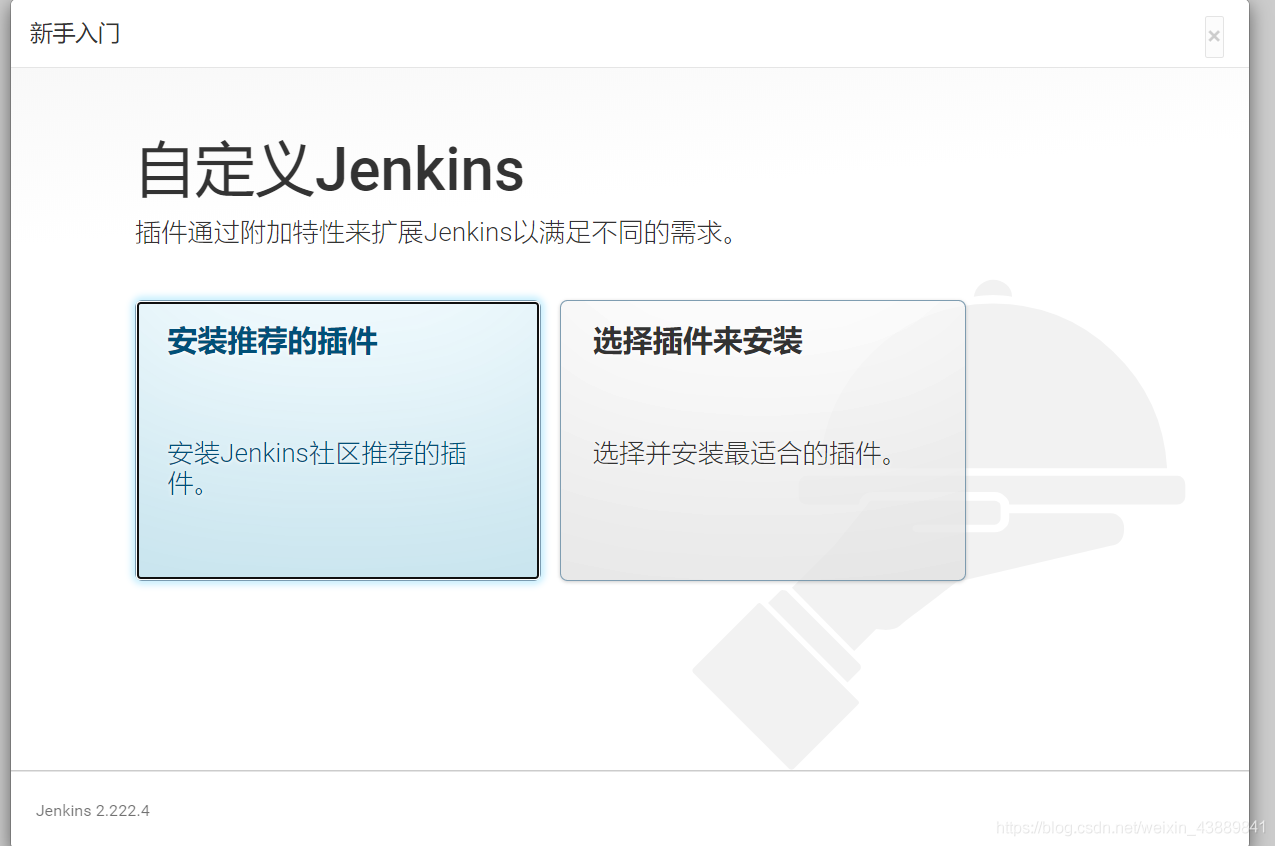 新手入门
×
自定义Jenkins
插件通过附加特性来扩展Jenkins以满足不同的需求。
安装推荐的插件
安装Jenkins社区推荐的插
件。
选择插件来安装
选择并安装最适合的插件。
Jenkins 2.222.4
https://blog.csdn.net/weixin_43889841